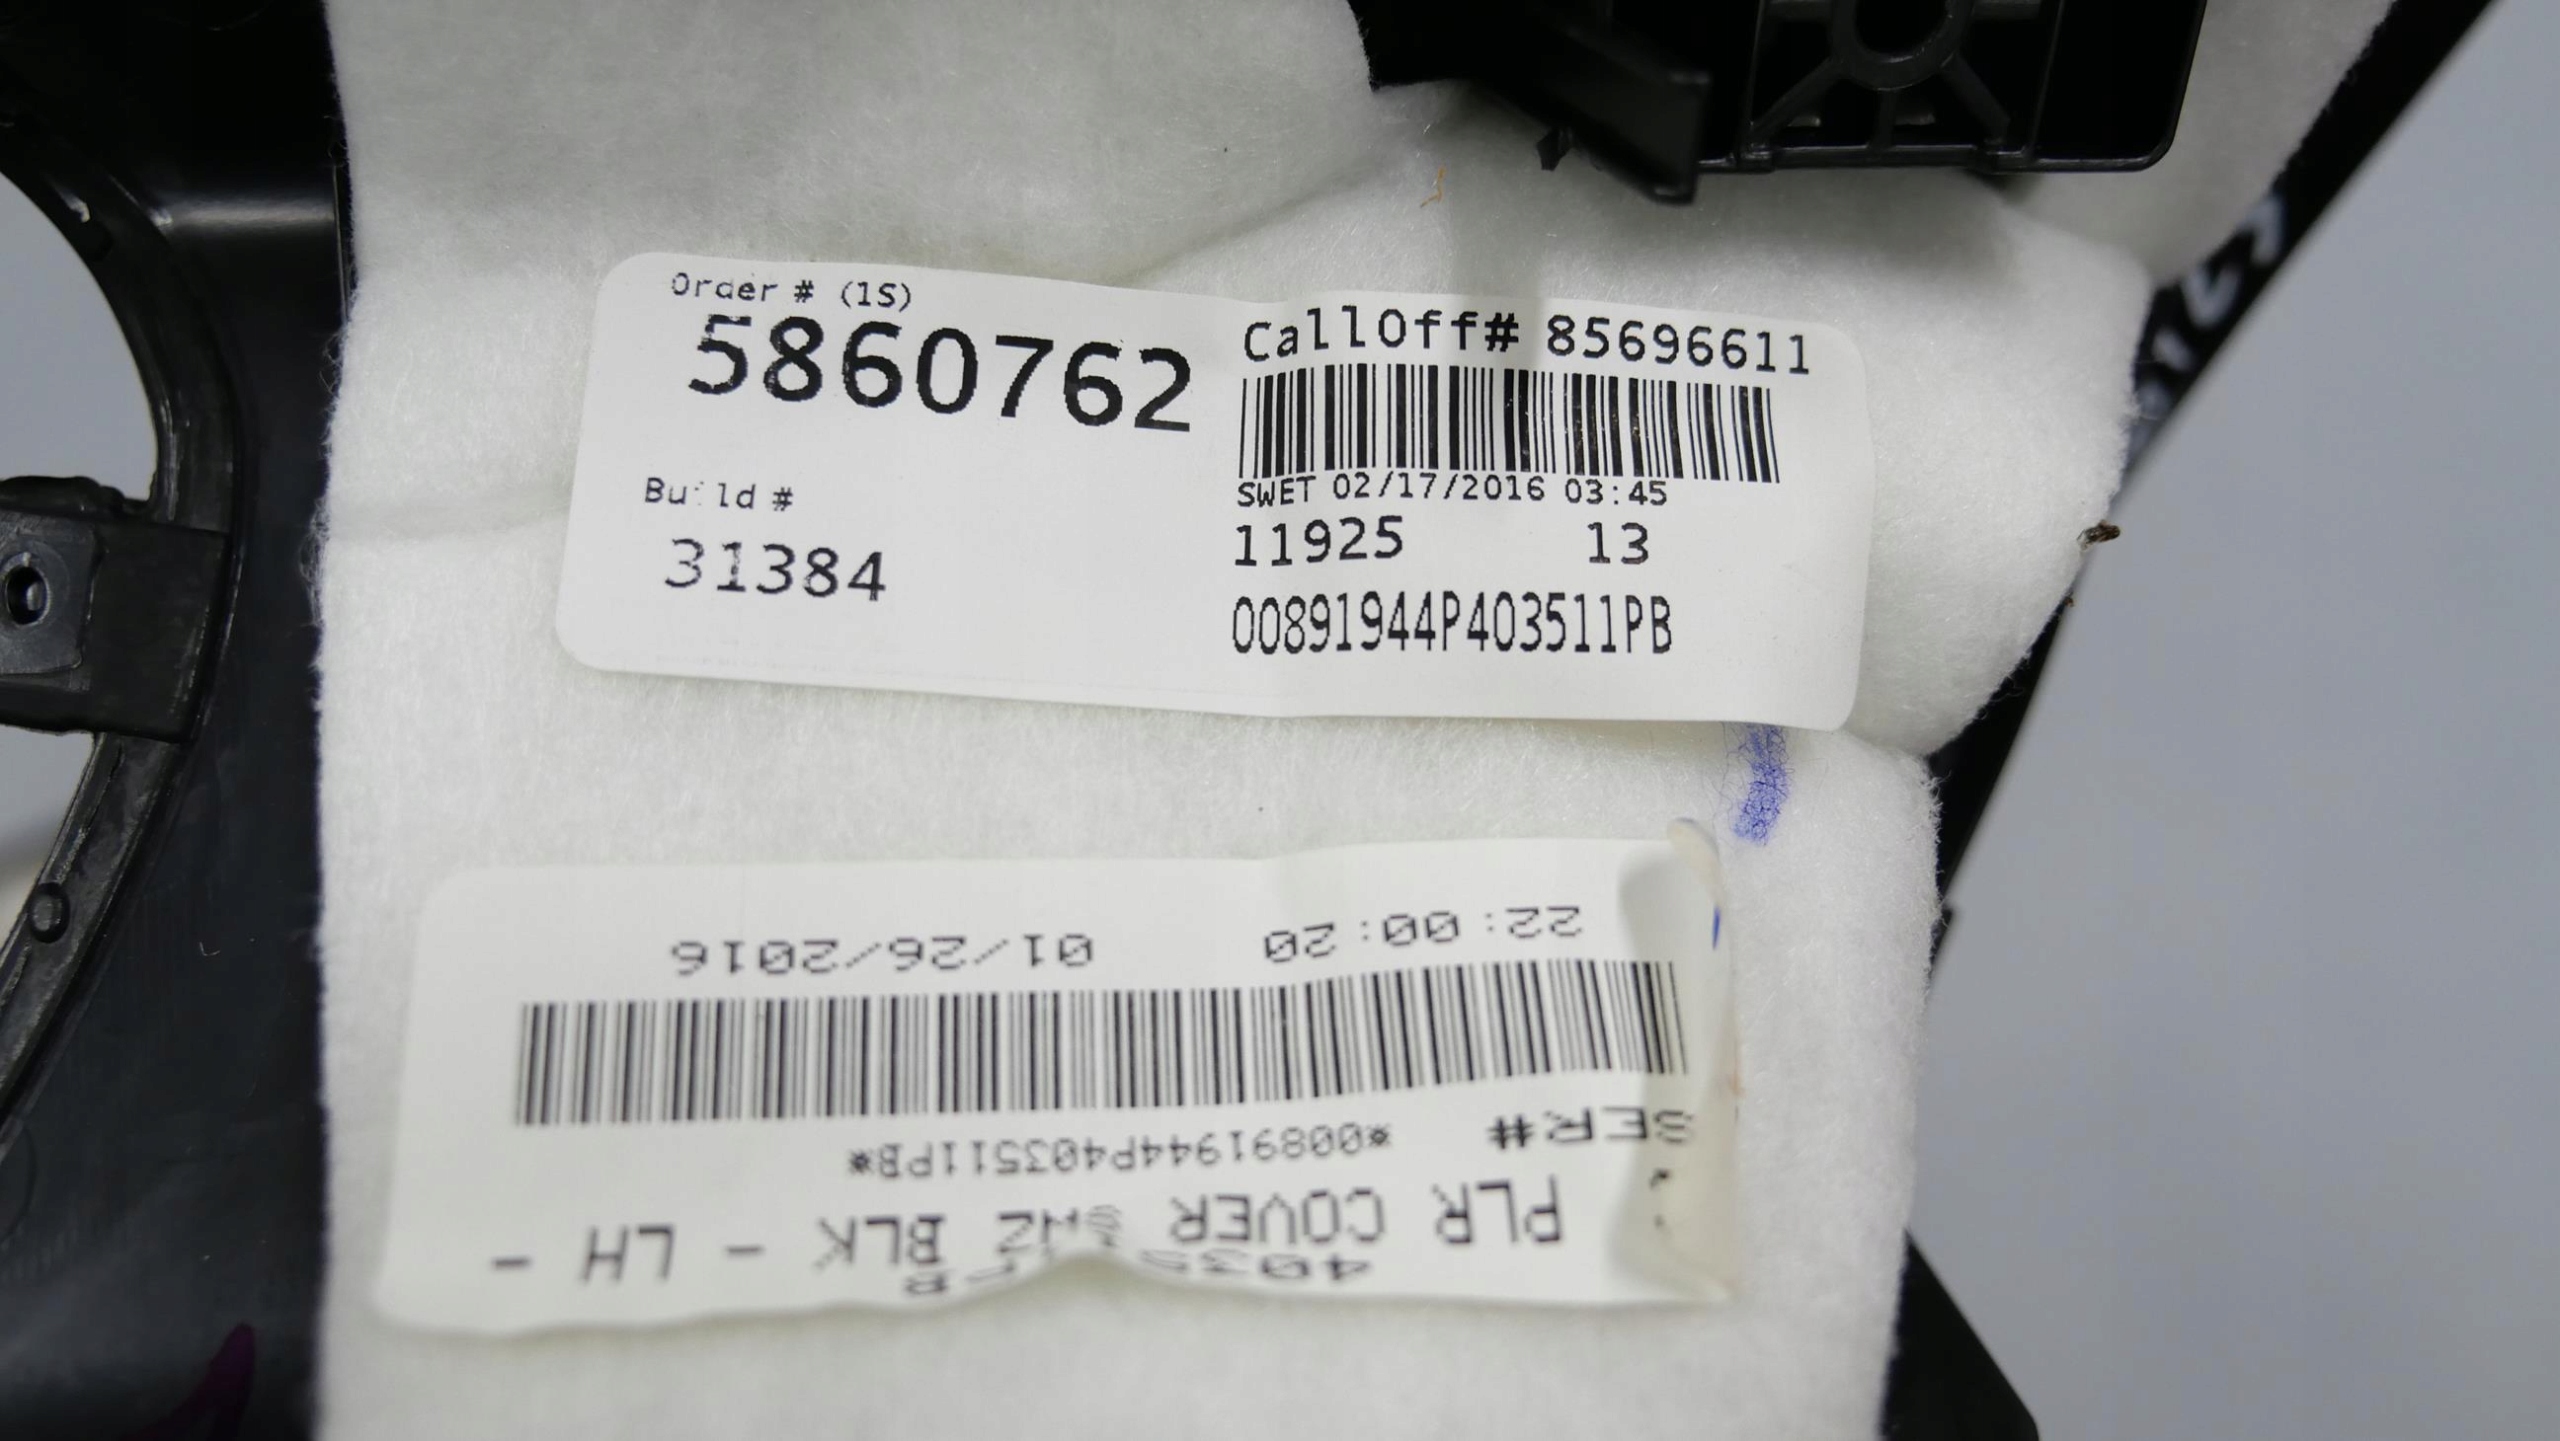 Order # (1S)
5860762
Build #
31384
CallOff# 85696611
SWET 02/17/2016 03:45
11925 13
00891944P403511PB
PLR COVER BLK - LH -
SER# *00891944P403511PB*
22:00:20 01/26/2016